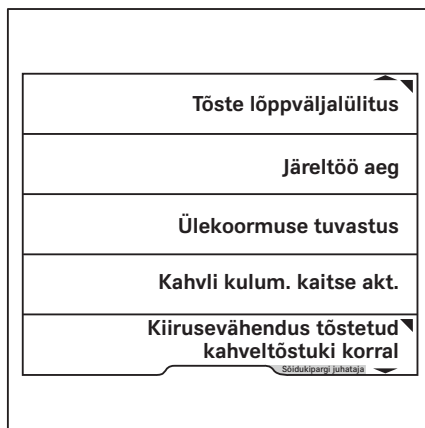 Tõste lõppväljalülitus
Järeltöö aeg
Ülekoormuse tuvastus
Kahvli kulum. kaitse akt.
Kiirusevähendus tõstetud
kahveltõstuki korral
Sõidukipargi juhataja